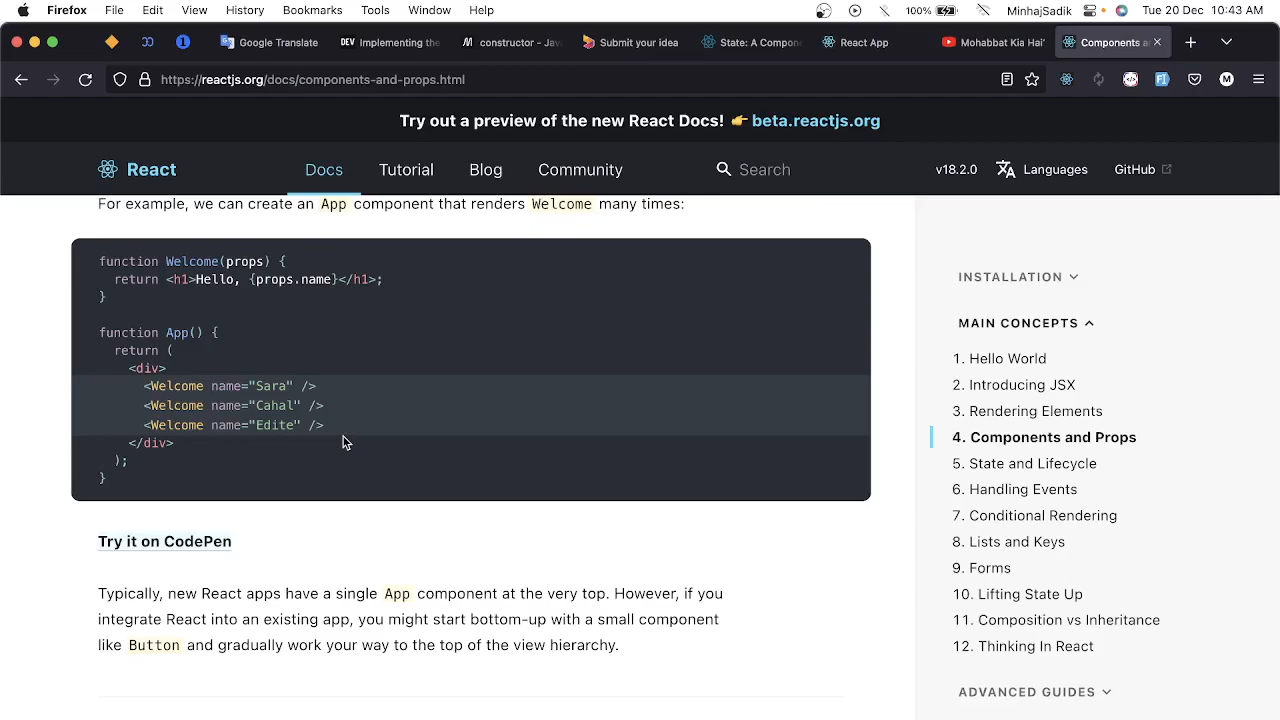 Firefox File Edit View History Bookmarks Tools Window Help 100% MinhajSadik Tue 20 Dec 10:43 AM
Google Translate DEV Implementing the constructor - Jav Submit your idea State: A Compon React App Mohabbat Kia Hai' Components a
https://reactjs.org/docs/components-and-props.html
Try out a preview of the new React Docs! 👉 beta.reactjs.org
React Docs Tutorial Blog Community Search v18.2.0 Languages GitHub
For example, we can create an App component that renders Welcome many times:
function Welcome(props) {
return <h1>Hello, {props.name}</h1>;
}
function App() {
return (
<div>
<Welcome name="Sara" />
<Welcome name="Cahal" />
<Welcome name="Edite" />
</div>
);
}
Try it on CodePen
Typically, new React apps have a single App component at the very top. However, if you
integrate React into an existing app, you might start bottom-up with a small component
like Button and gradually work your way to the top of the view hierarchy.
INSTALLATION
MAIN CONCEPTS
1. Hello World
2. Introducing JSX
3. Rendering Elements
4. Components and Props
5. State and Lifecycle
6. Handling Events
7. Conditional Rendering
8. Lists and Keys
9. Forms
10. Lifting State Up
11. Composition vs Inheritance
12. Thinking In React
ADVANCED GUIDES